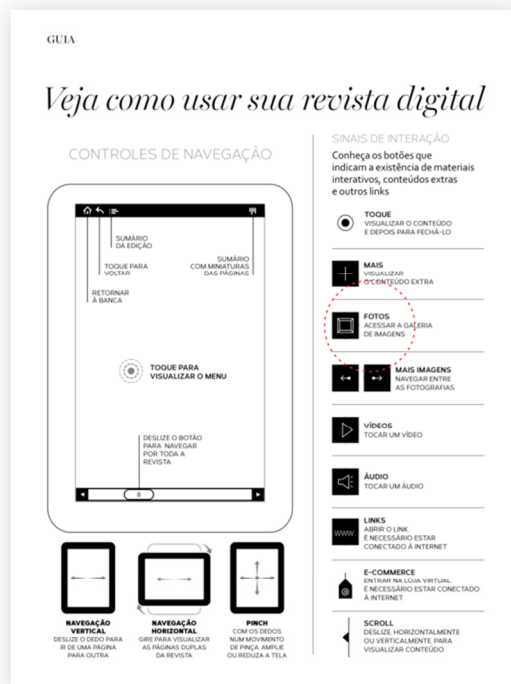 GUIA
Veja como usar sua revista digital
CONTROLES DE NAVEGAÇÃO
SUMÁRIO
DA EDIÇÃO
TOQUE PARA
VOLTAR
SUMÁRIO
COM MINIATURAS
DAS PÁGINAS
RETORNAR
À BANCA
TOQUE PARA
VISUALIZAR O MENU
DESLIZE O BOTÃO
PARA NAVEGAR
POR TODA A
REVISTA
NAVEGAÇÃO
VERTICAL
DESLIZE O DEDO PARA
IR DE UMA PÁGINA
PARA OUTRA
NAVEGAÇÃO
HORIZONTAL
GIRE PARA VISUALIZAR
AS PÁGINAS DUPLAS
DA REVISTA
PINCH
COM OS DEDOS
NUM MOVIMENTO
DE PINÇA, AMPLIE
OU REDUZA A TELA
SINAIS DE INTERAÇÃO
Conheça os botões que
indicam a existência de materiais
interativos, conteúdos extras
e outros links
TOQUE
VISUALIZAR O CONTEÚDO
E DEPOIS PARA FECHÁ-LO
MAIS
VISUALIZAR
O CONTEÚDO EXTRA
FOTOS
ACESSAR A GALERIA
DE IMAGENS
MAIS IMAGENS
NAVEGAR ENTRE
AS FOTOGRAFIAS
VÍDEOS
TOCAR UM VÍDEO
ÁUDIO
TOCAR UM ÁUDIO
WWW.
LINKS
ABRIR O LINK.
É NECESSÁRIO ESTAR
CONECTADO À INTERNET
@
E-COMMERCE
ENTRAR NA LOJA VIRTUAL
É NECESSÁRIO ESTAR CONECTADO
À INTERNET
SCROLL
DESLIZE HORIZONTALMENTE
OU VERTICALMENTE PARA
VISUALIZAR CONTEÚDO